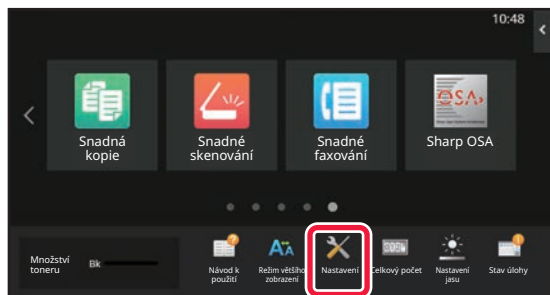 10:48
Snadná
kopie
Snadné
skenování
Snadné
faxování
OSA
Sharp OSA
Množství
toneru
Bk
Návod k
použití
Režim většího
zobrazení
Nastavení
Celkový počet
Nastavení
jasu
Stav úlohy